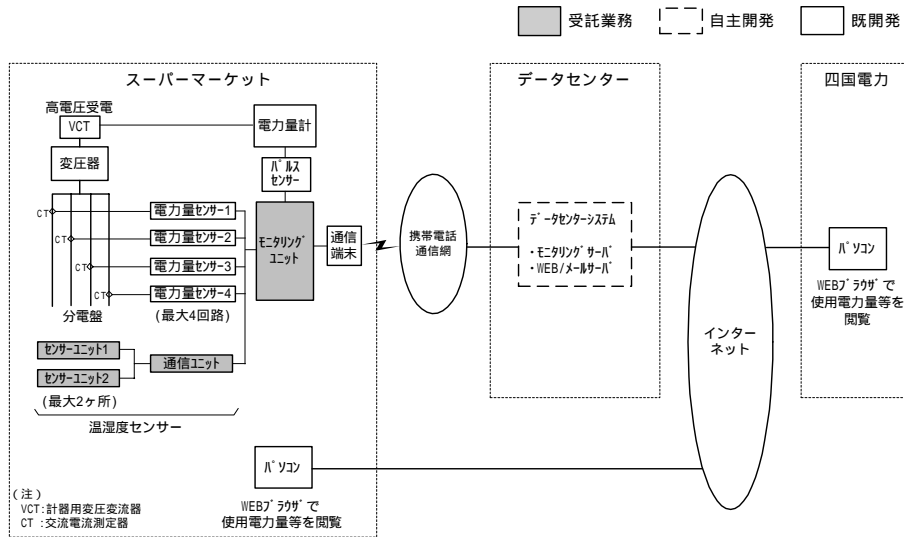 受託業務
自主開発
既開発
スーパーマーケット
高電圧受電
VCT
変圧器
電力量計
ﾊﾟﾙｽ
ｾﾝｻｰ
CT
CT
CT
CT
電力量ｾﾝｻｰ1
電力量ｾﾝｻｰ2
電力量ｾﾝｻｰ3
電力量ｾﾝｻｰ4
分電盤
(最大4回路)
ﾓﾆﾀﾘﾝｸﾞ
ﾕﾆｯﾄ
通信
端末
ｾﾝｻｰﾕﾆｯﾄ1
ｾﾝｻｰﾕﾆｯﾄ2
通信ﾕﾆｯﾄ
(最大2ヶ所)
温湿度センサー
ﾊﾟｿｺﾝ
WEBﾌﾞﾗｳｻﾞで
使用電力量等を閲覧
(注)
VCT:計器用変圧変流器
CT :交流電流測定器
携帯電話
通信網
データセンター
ﾃﾞｰﾀｾﾝﾀｰｼｽﾃﾑ
・ﾓﾆﾀﾘﾝｸﾞｻｰﾊﾞ
・WEB/ﾒｰﾙｻｰﾊﾞ
インター
ネット
四国電力
ﾊﾟｿｺﾝ
WEBﾌﾞﾗｳｻﾞで
使用電力量等を
閲覧